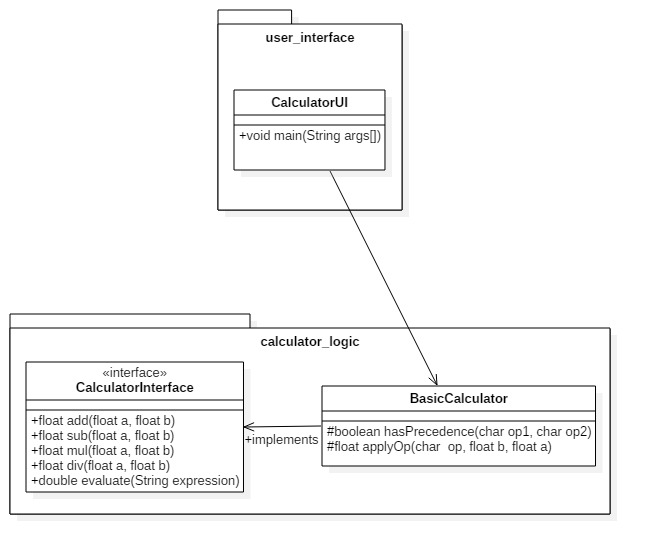 user_interface
CalculatorUI
+void main(String args[])
calculator_logic
«interface»
CalculatorInterface
+float add(float a, float b)
+float sub(float a, float b)
+float mul(float a, float b)
+float div(float a, float b)
+double evaluate(String expression)
+implements
BasicCalculator
#boolean hasPrecedence(char op1, char op2)
#float applyOp(char  op, float b, float a)